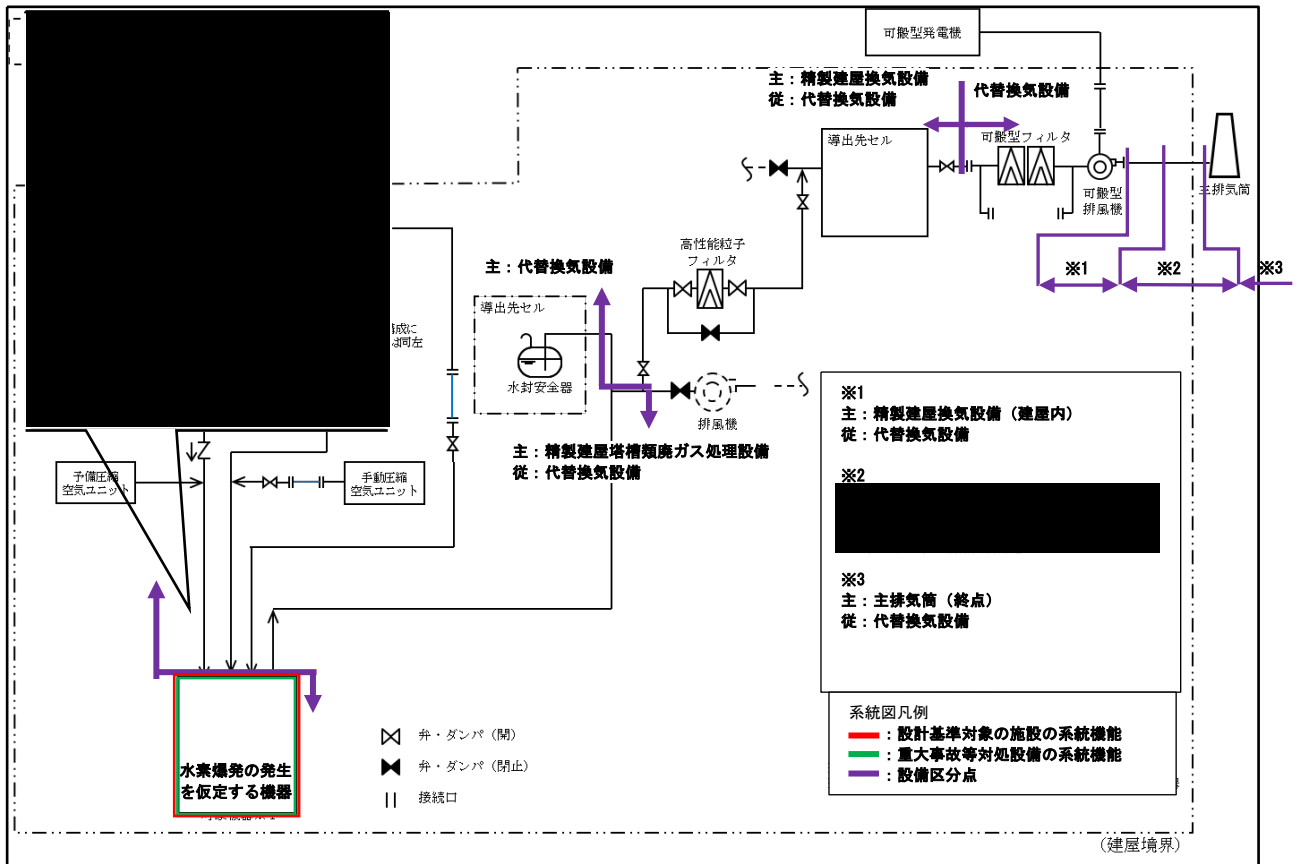 可搬型発電機
主：精製建屋換気設備
従：代替換気設備
代替換気設備
導出先セル
可搬型フィルタ
可搬型
排風機
主排気筒
※1
※2
※3
高性能粒子
フィルタ
主：代替換気設備
導出先セル
水封安全器
排風機
主：精製建屋塔槽類廃ガス処理設備
従：代替換気設備
成に
同左
予備圧縮
空気ユニット
手動圧縮
空気ユニット
※1
主：精製建屋換気設備（建屋内）
従：代替換気設備
※2
※3
主：主排気筒（終点）
従：代替換気設備
系統図凡例
：設計基準対象の施設の系統機能
：重大事故等対処設備の系統機能
：設備区分点
弁・ダンパ（開）
弁・ダンパ（閉止）
接続口
水素爆発の発生
を仮定する機器
（建屋境界）